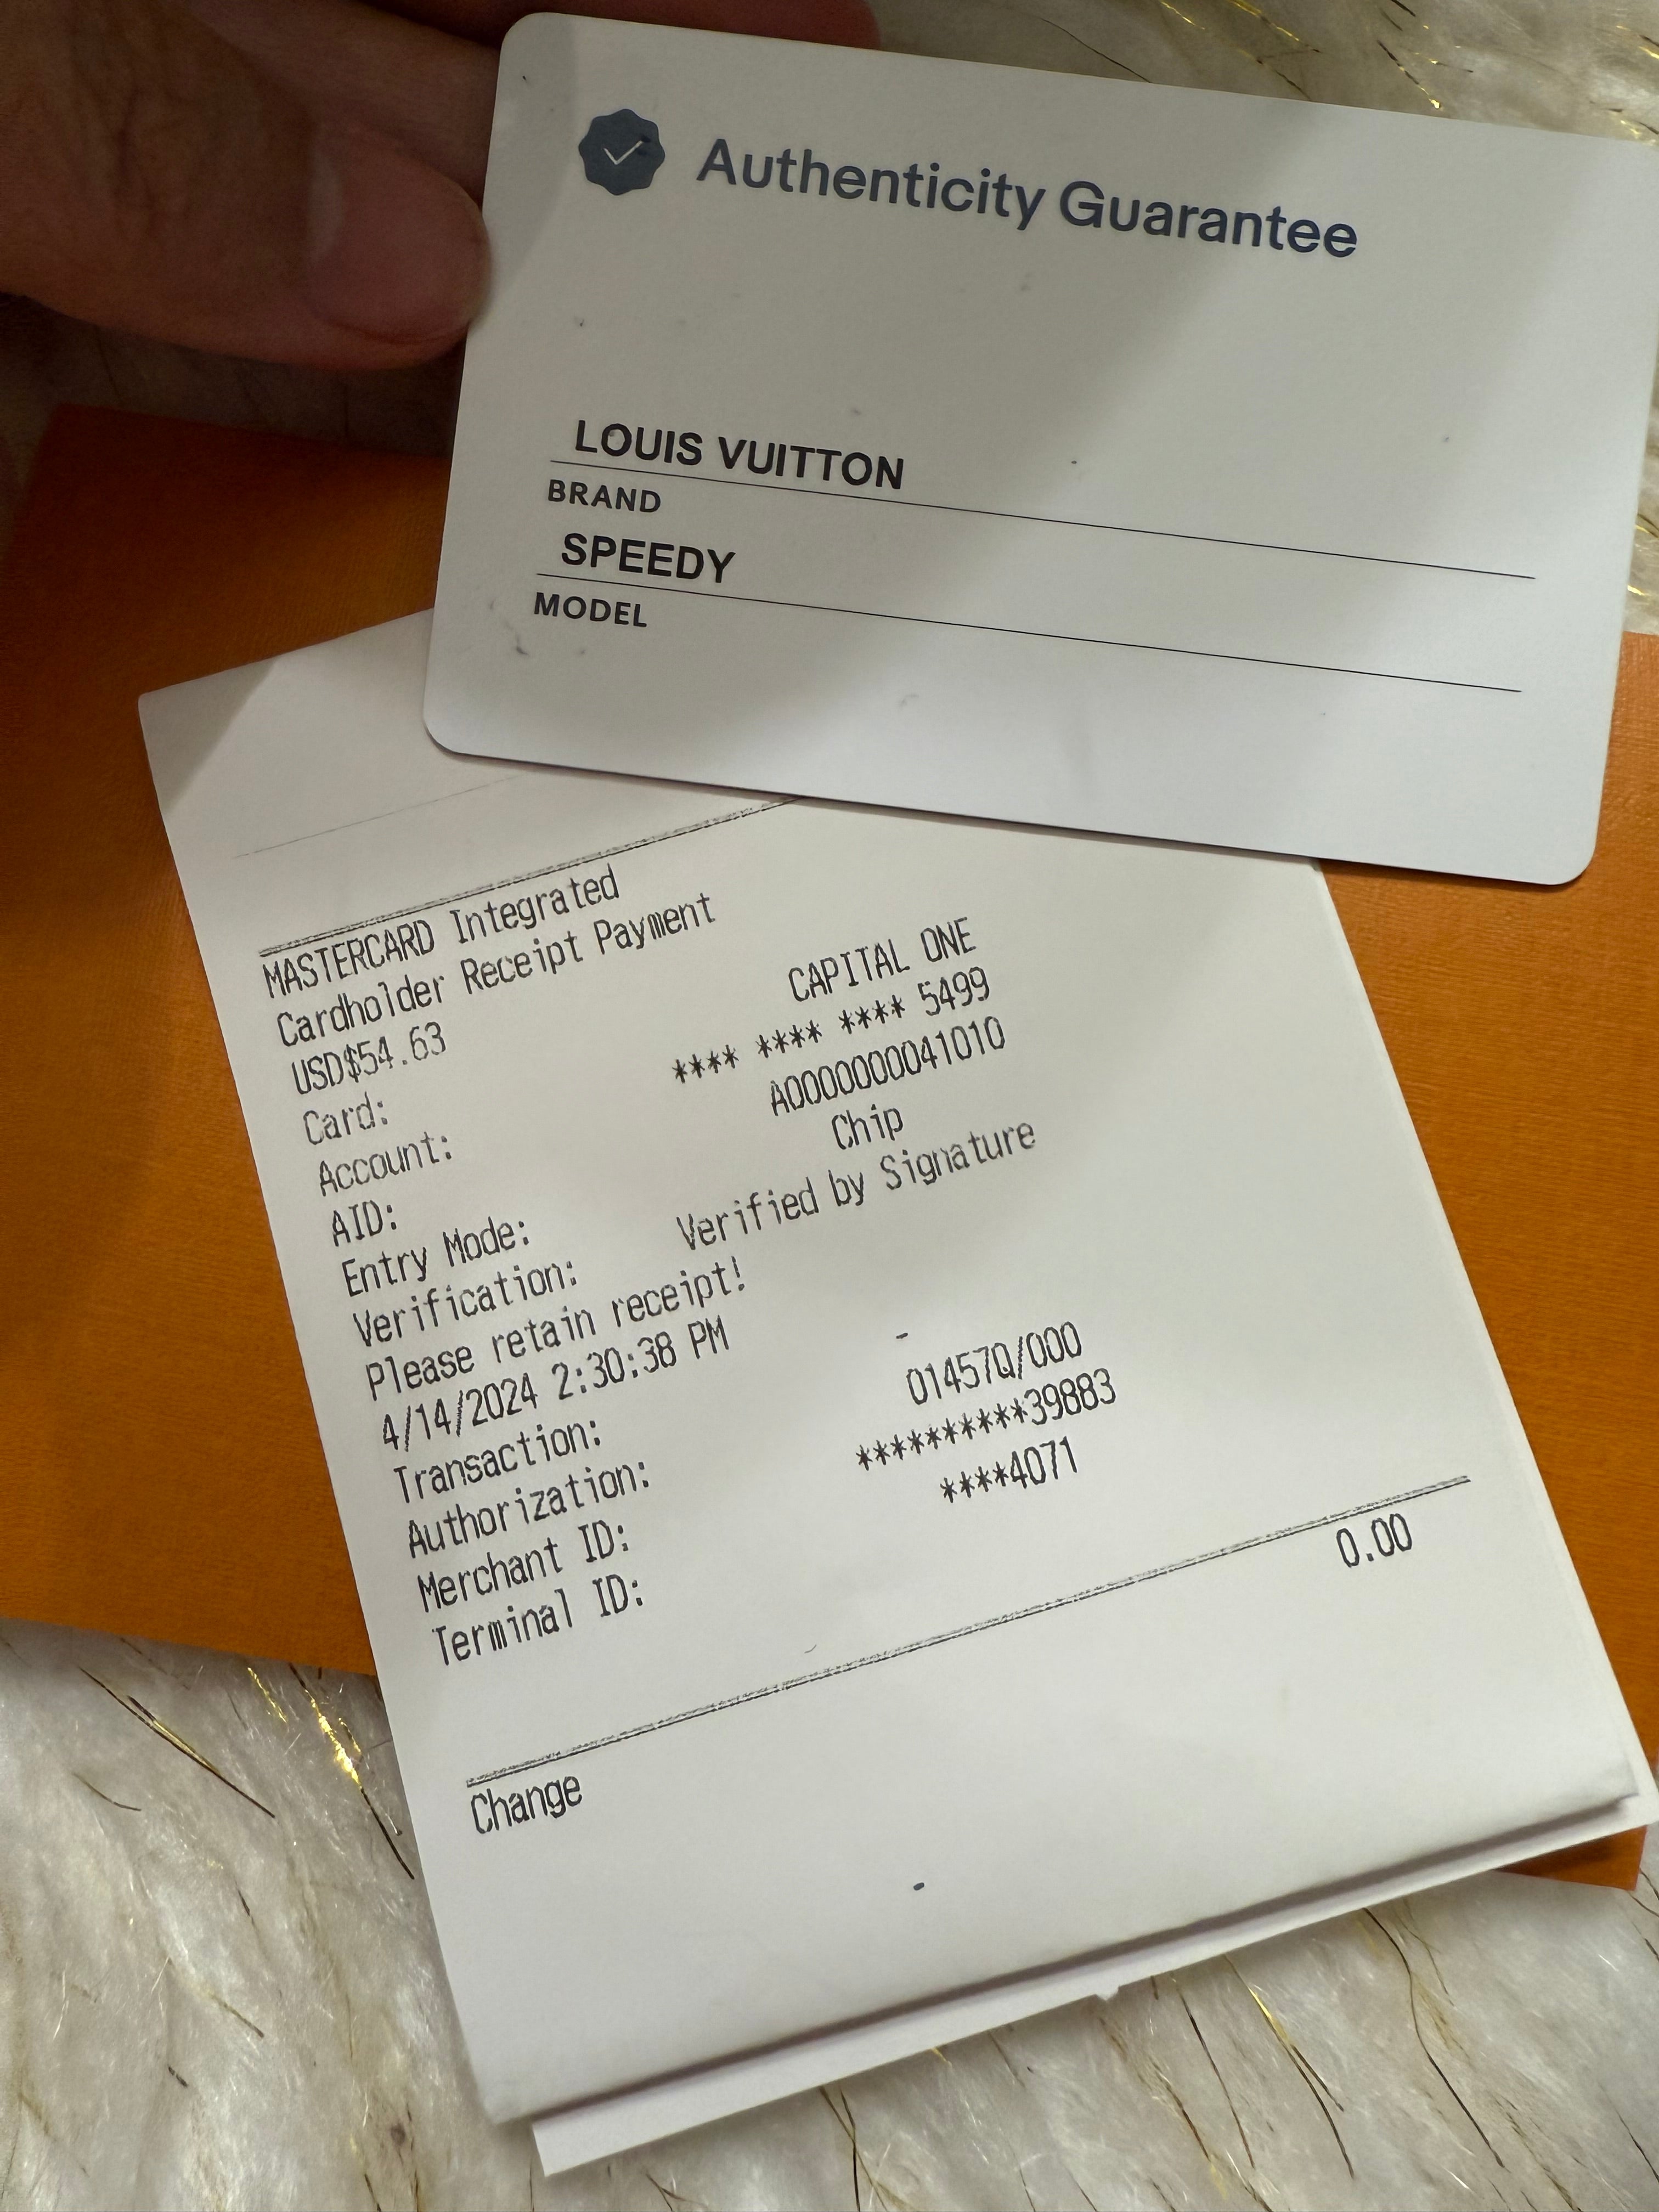 Authenticity Guarantee
LOUIS VUITTON
BRAND
SPEEDY
MODEL
MASTERCARD Integrated
Cardholder Receipt Payment
USD$54.63
Card: CAPITAL ONE
Account: **** **** **** 5499
AID: A0000000041010
Entry Mode: Chip
Verification: Verified by Signature
Please retain receipt!
4/14/2024 2:30:38 PM
Transaction: -
Authorization: 01457Q/000
Merchant ID: **********39883
Terminal ID: ****4071
Change 0.00